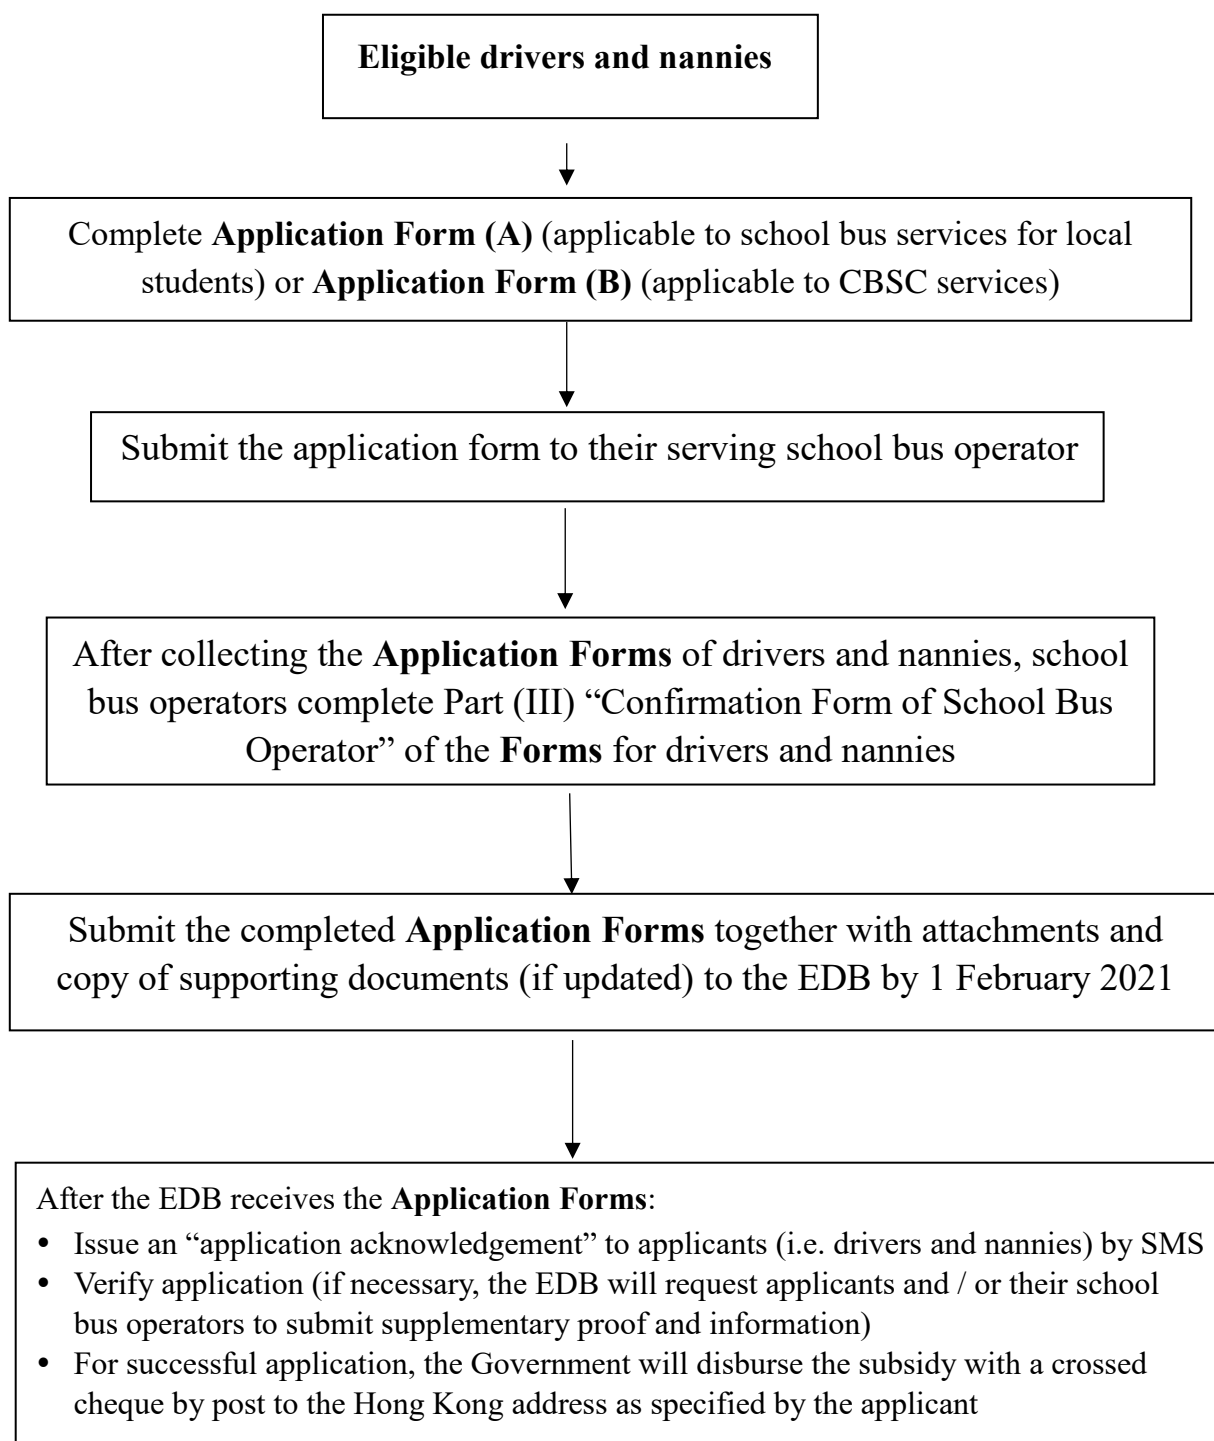 Eligible drivers and nannies
Complete Application Form (A) (applicable to school bus services for local
students) or Application Form (B) (applicable to CBSC services)
Submit the application form to their serving school bus operator
After collecting the Application Forms of drivers and nannies, school
bus operators complete Part (III) “Confirmation Form of School Bus
Operator” of the Forms for drivers and nannies
Submit the completed Application Forms together with attachments and
copy of supporting documents (if updated) to the EDB by 1 February 2021
After the EDB receives the Application Forms:
• Issue an “application acknowledgement” to applicants (i.e. drivers and nannies) by SMS
• Verify application (if necessary, the EDB will request applicants and / or their school
bus operators to submit supplementary proof and information)
• For successful application, the Government will disburse the subsidy with a crossed
cheque by post to the Hong Kong address as specified by the applicant